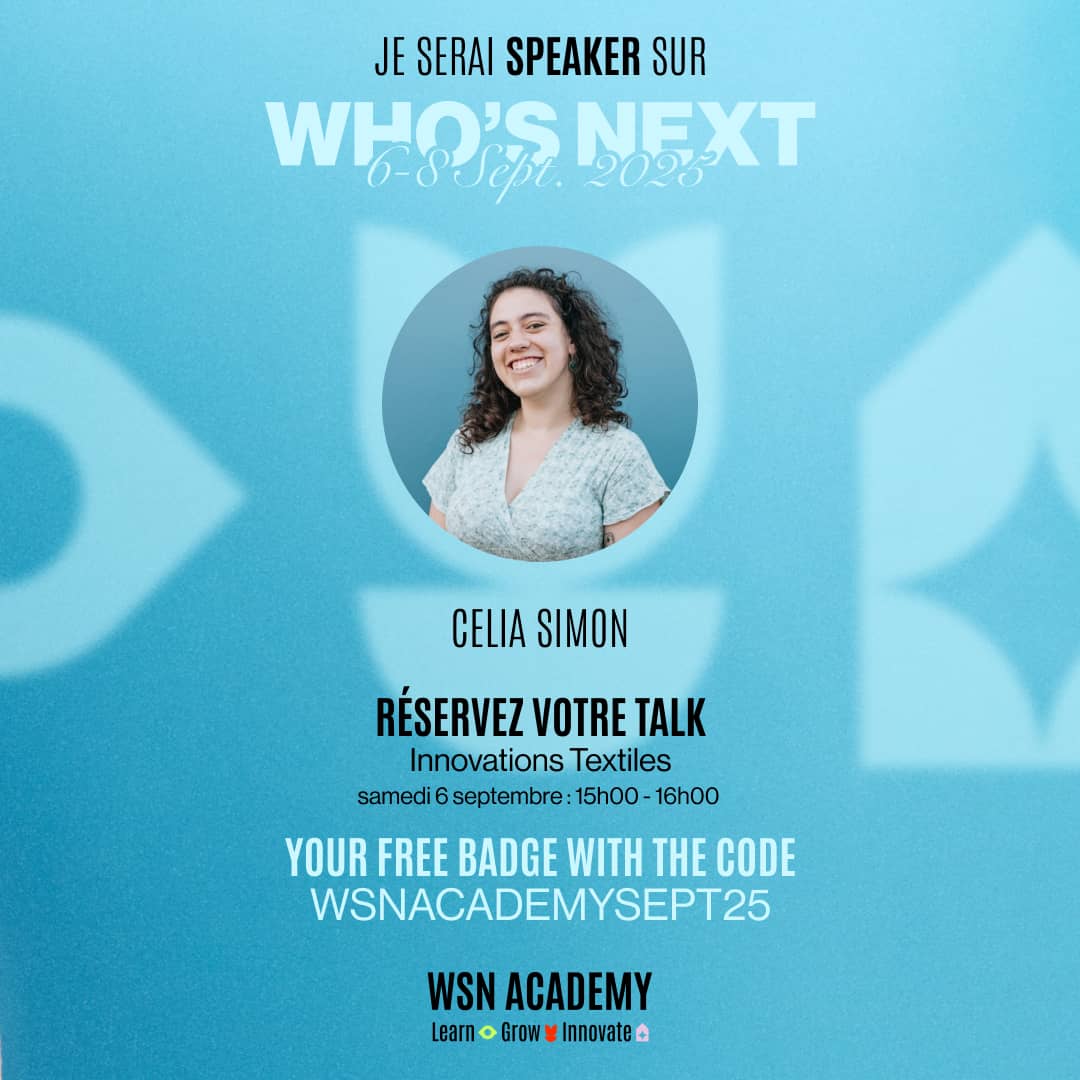 JE SERAI SPEAKER SUR
WHO'S NEXT
6-8 Sept. 2025
CELIA SIMON
RÉSERVEZ VOTRE TALK
Innovations Textiles
samedi 6 septembre : 15h00 - 16h00
YOUR FREE BADGE WITH THE CODE
WSNACADEMYSEPT25
WSN ACADEMY
Learn Grow Innovate